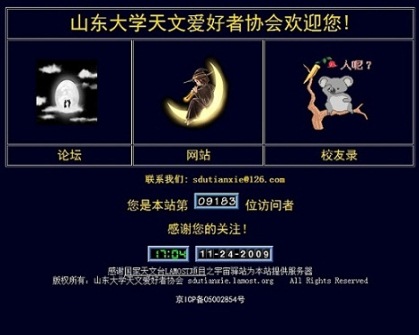 山东大学天文爱好者协会欢迎您!
人呢?
论坛 网站 校友录
联系我们: sdutianxie@126.com
您是本站第 09183 位访问者
感谢您的关注!
17:04 11-24-2009
感谢国家天文台LAMOST项目之宇宙驿站为本站提供服务器
版权所有, 山东大学天文爱好者协会 sdutianxie.lamost.org All Rights Reserved
京ICP备05002854号